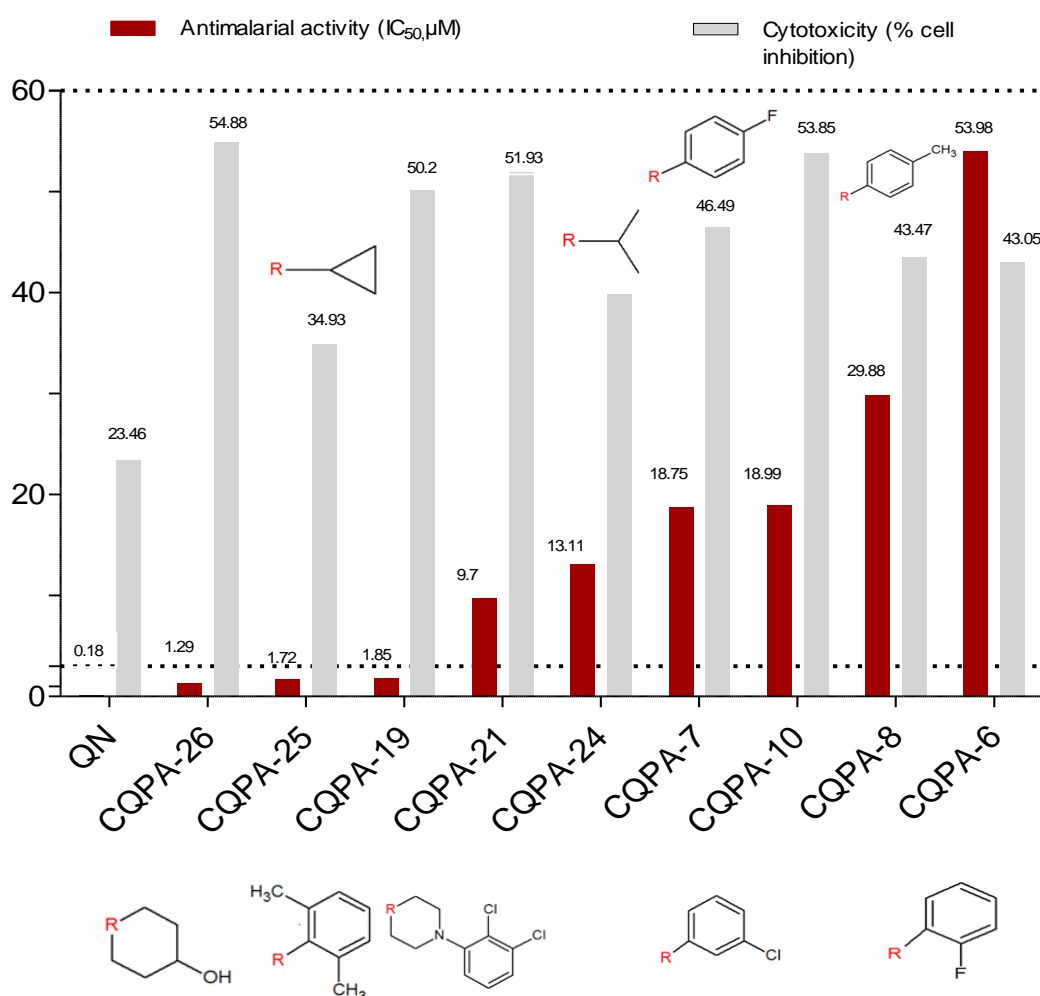 Antimalarial activity (IC₅₀,µM)
Cytotoxicity (% cell
inhibition)
60
40
20
0
54.88
50.2
51.93
53.85
53.98
46.49
43.47
43.05
34.93
29.88
23.46
18.75
18.99
13.11
9.7
0.18
1.29
1.72
1.85
F
R
CH₃
R
R
R
QN
CQPA-26
CQPA-25
CQPA-19
CQPA-21
CQPA-24
CQPA-7
CQPA-10
CQPA-8
CQPA-6
R
OH
H₃C
R
CH₃
R
N
Cl
Cl
R
Cl
R
F